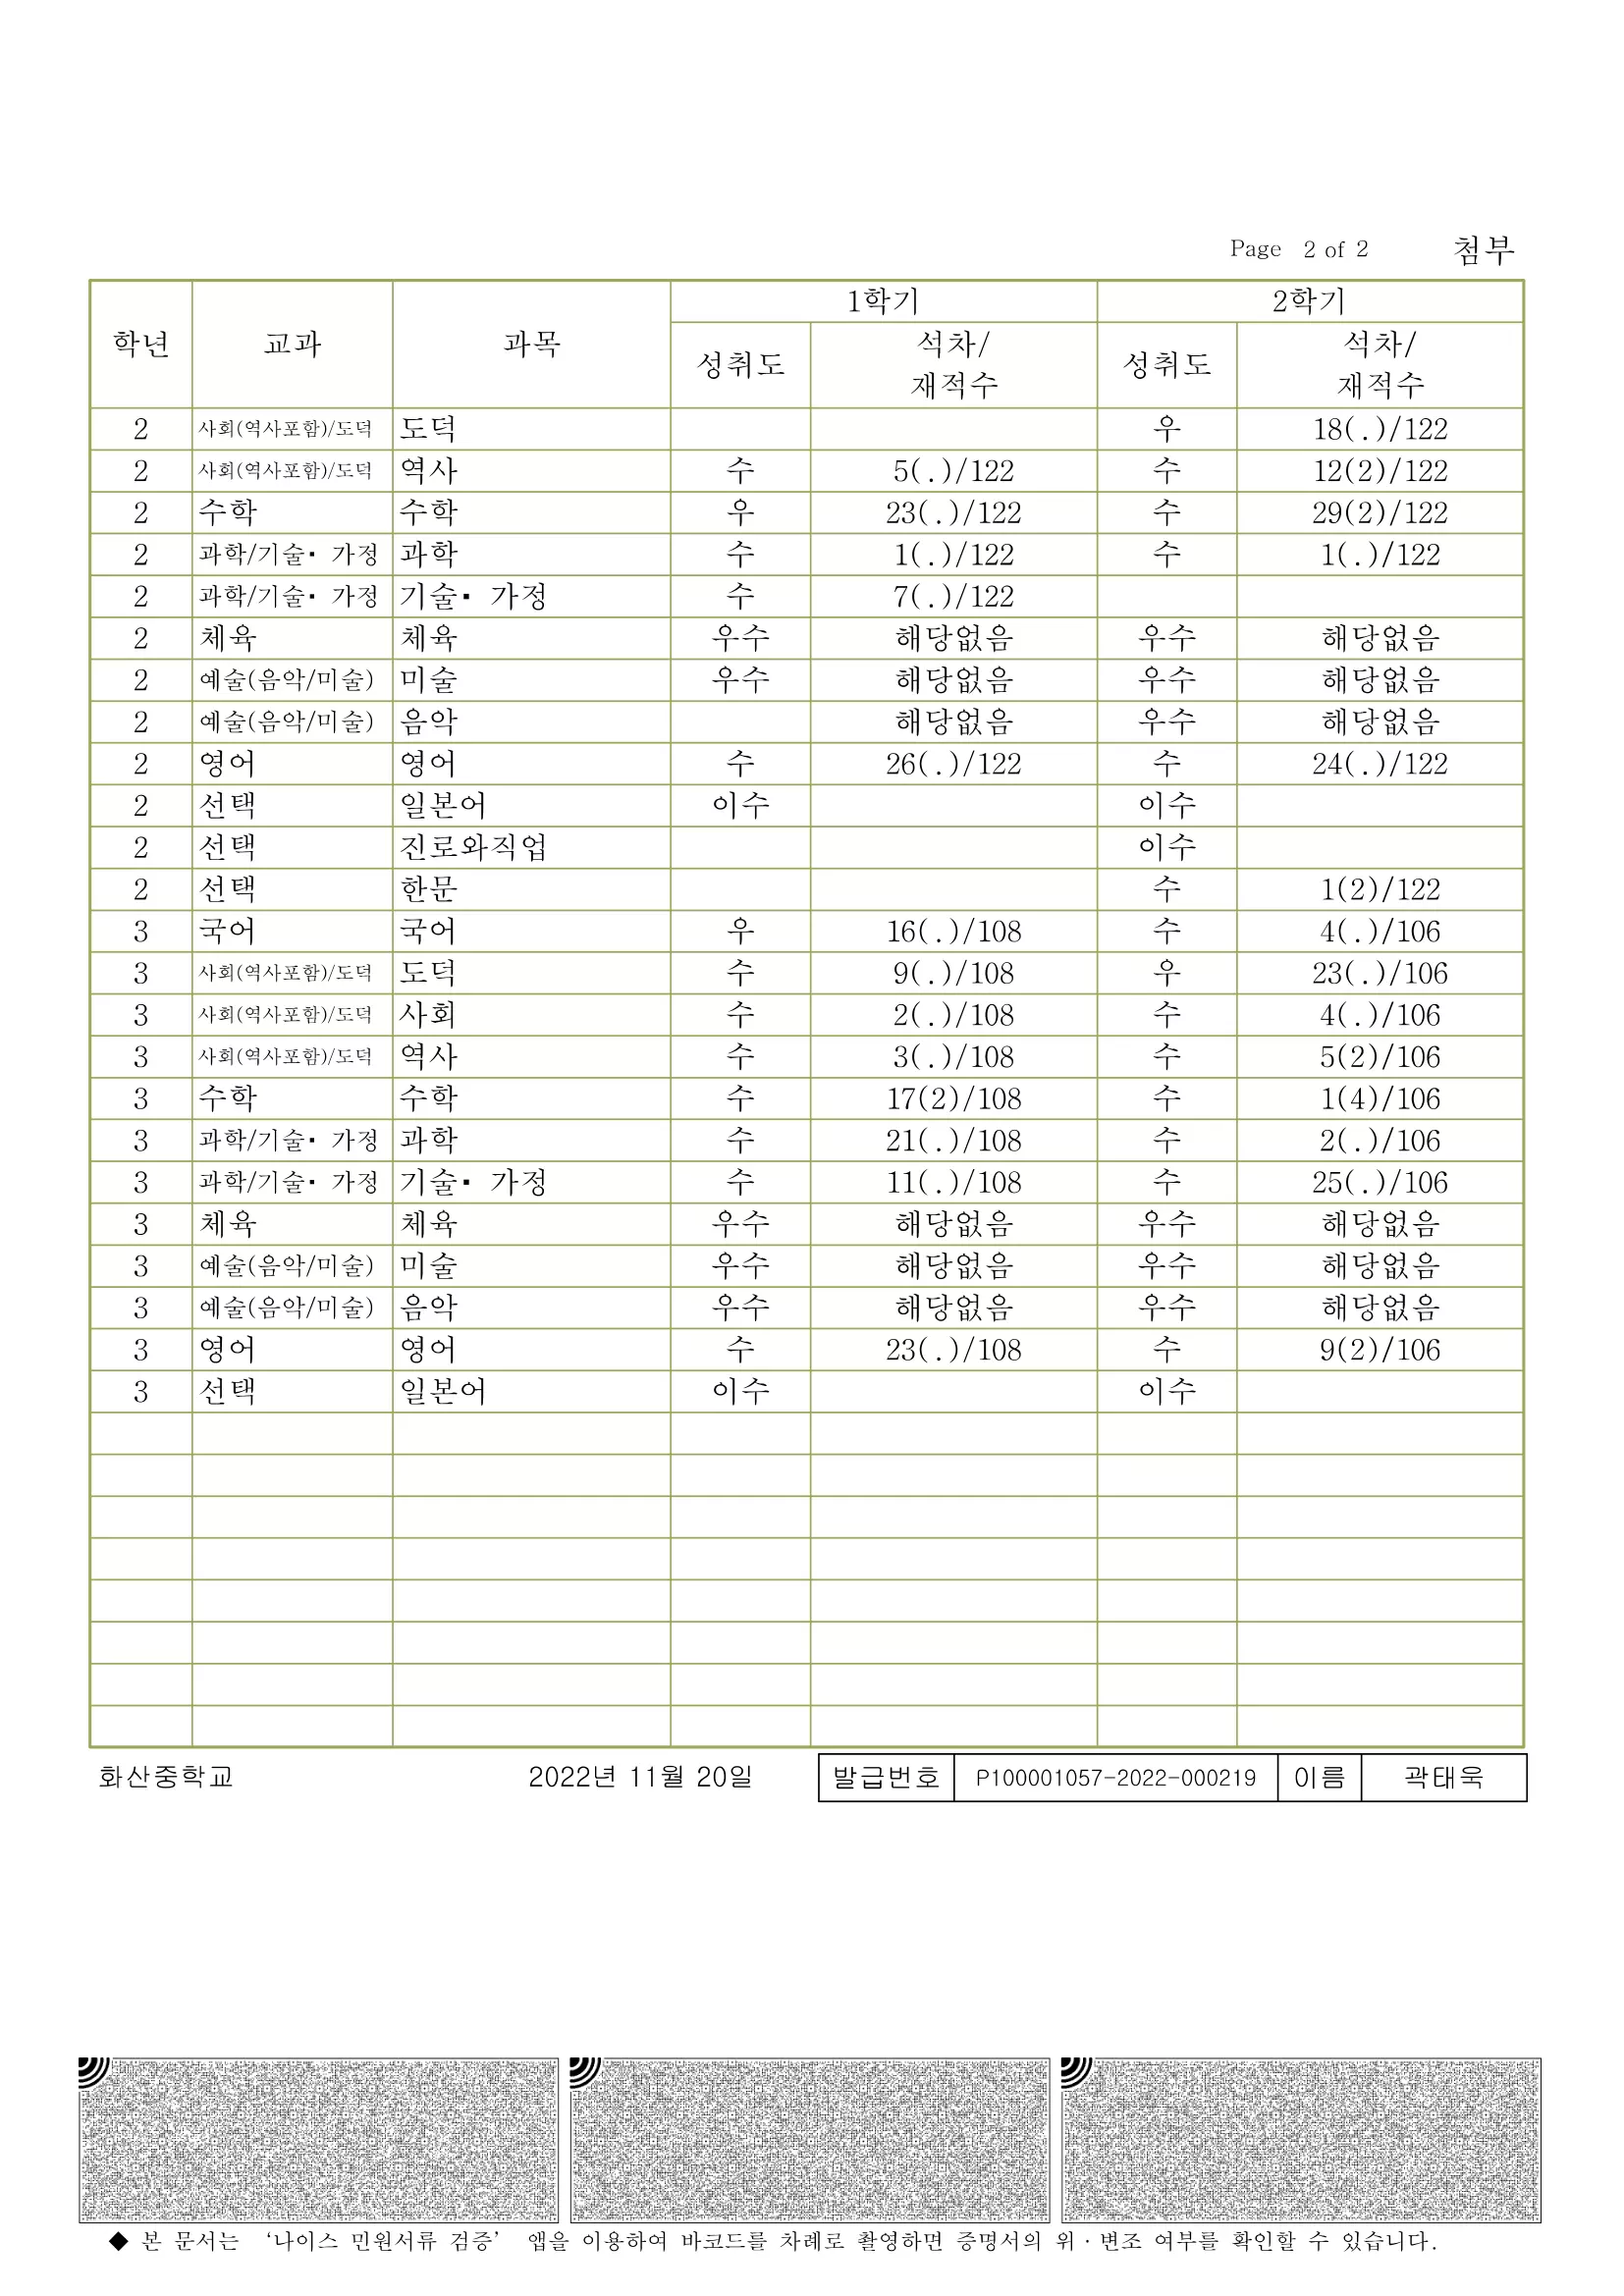 Page 2 of 2 첨부
학년 교과 과목 1학기 2학기
성취도 석차/재적수 성취도 석차/재적수
2 사회(역사포함)/도덕 도덕 우 18(.)/122
2 사회(역사포함)/도덕 역사 수 5(.)/122 수 12(2)/122
2 수학 수학 우 23(.)/122 수 29(2)/122
2 과학/기술· 가정 과학 수 1(.)/122 수 1(.)/122
2 과학/기술· 가정 기술· 가정 수 7(.)/122
2 체육 체육 우수 해당없음 우수 해당없음
2 예술(음악/미술) 미술 우수 해당없음 우수 해당없음
2 예술(음악/미술) 음악 해당없음 우수 해당없음
2 영어 영어 수 26(.)/122 수 24(.)/122
2 선택 일본어 이수 이수
2 선택 진로와직업 이수
2 선택 한문 수 1(2)/122
3 국어 국어 우 16(.)/108 수 4(.)/106
3 사회(역사포함)/도덕 도덕 수 9(.)/108 우 23(.)/106
3 사회(역사포함)/도덕 사회 수 2(.)/108 수 4(.)/106
3 사회(역사포함)/도덕 역사 수 3(.)/108 수 5(2)/106
3 수학 수학 수 17(2)/108 수 1(4)/106
3 과학/기술· 가정 과학 수 21(.)/108 수 2(.)/106
3 과학/기술· 가정 기술· 가정 수 11(.)/108 수 25(.)/106
3 체육 체육 우수 해당없음 우수 해당없음
3 예술(음악/미술) 미술 우수 해당없음 우수 해당없음
3 예술(음악/미술) 음악 우수 해당없음 우수 해당없음
3 영어 영어 수 23(.)/108 수 9(2)/106
3 선택 일본어 이수 이수
화산중학교 2022년 11월 20일 발급번호 P100001057-2022-000219 이름 곽태욱
◆ 본 문서는 ‘나이스 민원서류 검증’ 앱을 이용하여 바코드를 차례로 촬영하면 증명서의 위·변조 여부를 확인할 수 있습니다.